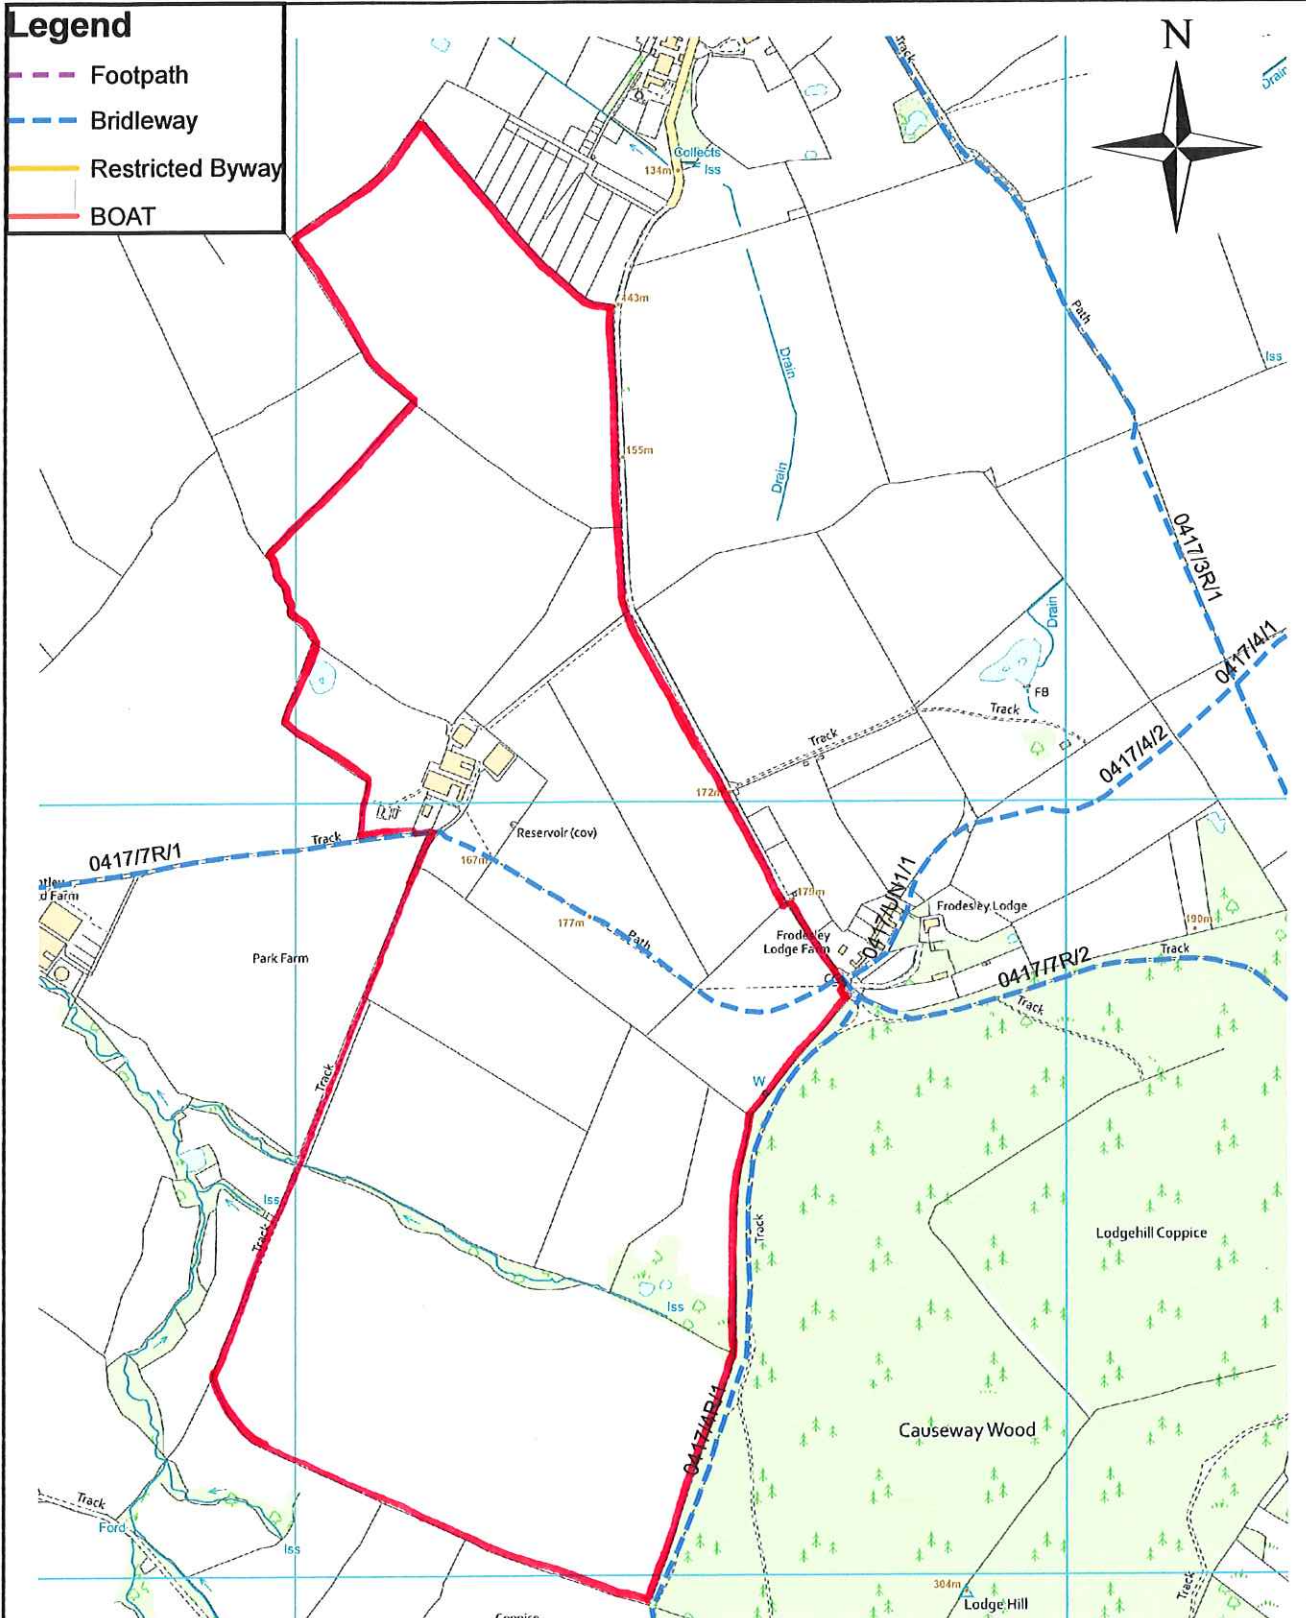 Legend
Footpath
Bridleway
Restricted Byway
BOAT
N
Track
Drain
Collects
Iss
134m
143m
Path
Iss
Drain
155m
Drain
0417/3R/1
Drain
0417/4/1
FB
Track
Track
0417/4/2
172m
Reservoir (cov)
Track
0417/7R/1
167m
d Farm
179m
0417/UN1/1
Frodesley Lodge
177m
Path
190m
Frodesley
Lodge Farm
Track
Park Farm
0417/7R/2
Track
Track
W
Iss
Track
Track
Lodgehill Coppice
Iss
0417/4R/1
Causeway Wood
Track
Ford
Iss
304m
Track
Lodge Hill
Coppice